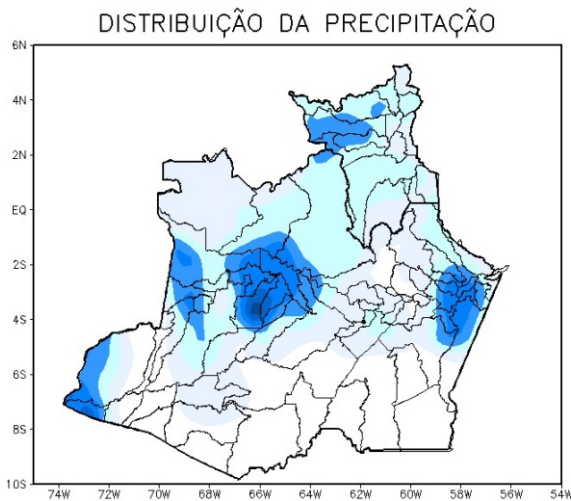 DISTRIBUIÇÃO DA PRECIPITAÇÃO
6N
4N
2N
EQ
2S
4S
6S
8S
10S
74W 72W 70W 68W 66W 64W 62W 60W 58W 56W 54W